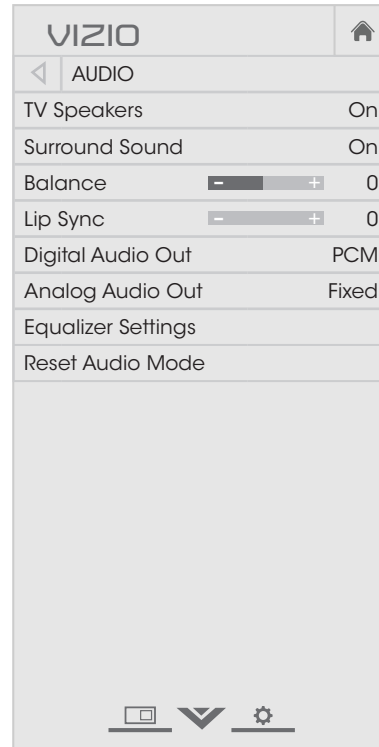 VIZIO
AUDIO
TV Speakers On
Surround Sound On
Balance - + 0
Lip Sync - + 0
Digital Audio Out PCM
Analog Audio Out Fixed
Equalizer Settings
Reset Audio Mode